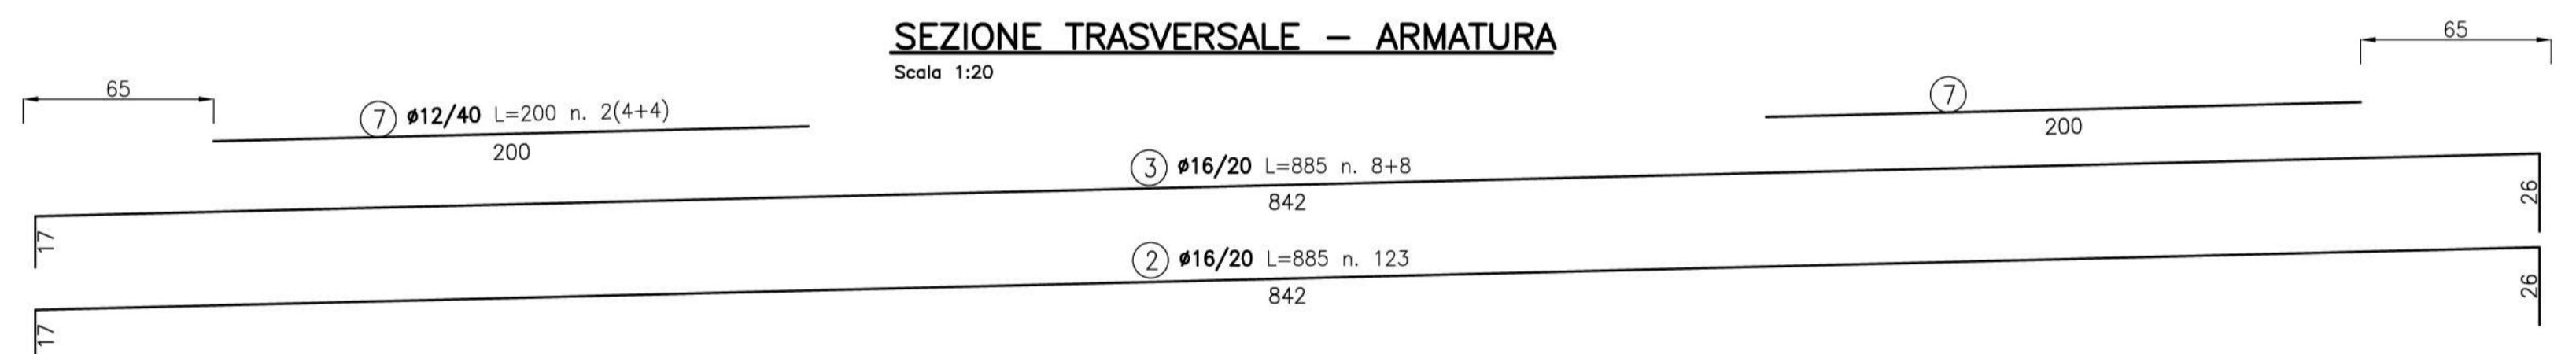 SEZIONE TRASVERSALE – ARMATURA
Scala 1:20
65
65
7 ø12/40 L=200 n. 2(4+4)
200
7
200
3 ø16/20 L=885 n. 8+8
842
17
26
2 ø16/20 L=885 n. 123
842
17
26